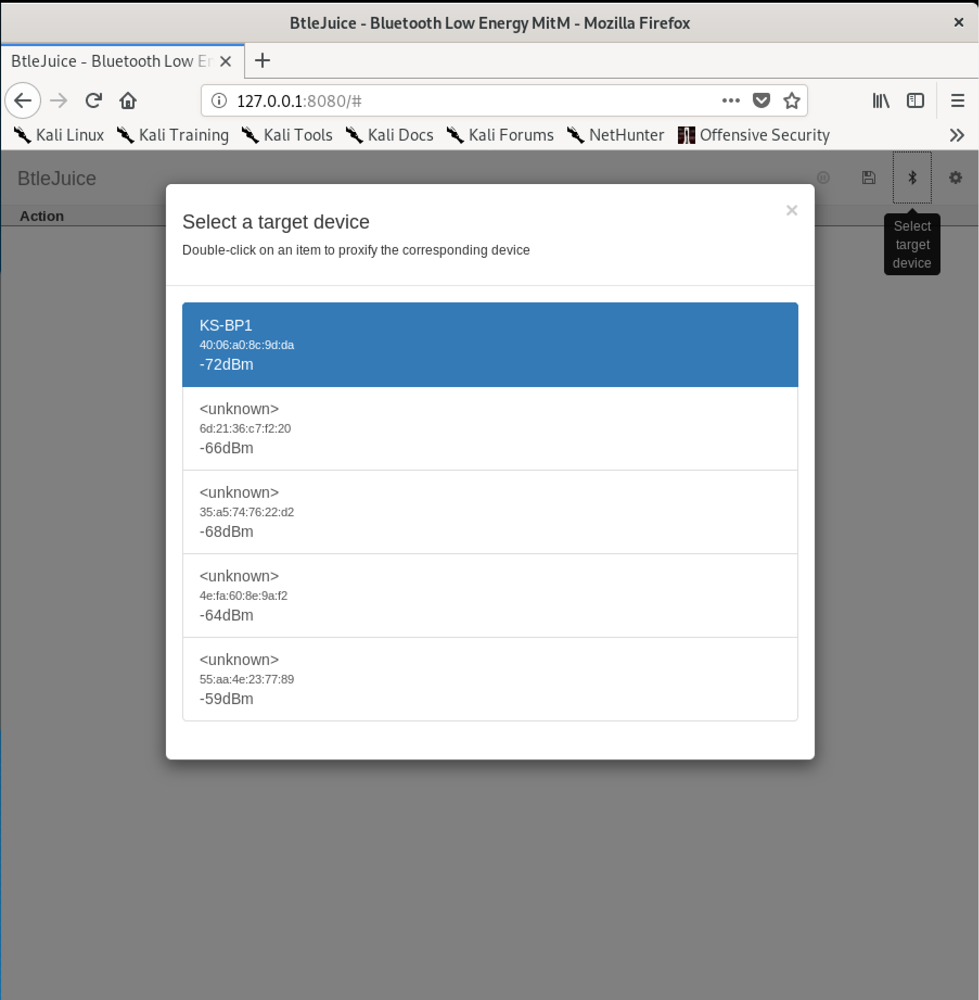 BtleJuice - Bluetooth Low Energy MitM - Mozilla Firefox
BtleJuice - Bluetooth Low En
127.0.0.1:8080/#
Kali Linux Kali Training Kali Tools Kali Docs Kali Forums NetHunter Offensive Security
BtleJuice
Action
Select target device
Select a target device
Double-click on an item to proxify the corresponding device
KS-BP1
40:06:a0:8c:9d:da
-72dBm
<unknown>
6d:21:36:c7:f2:20
-66dBm
<unknown>
35:a5:74:76:22:d2
-68dBm
<unknown>
4e:fa:60:8e:9a:f2
-64dBm
<unknown>
55:aa:4e:23:77:89
-59dBm